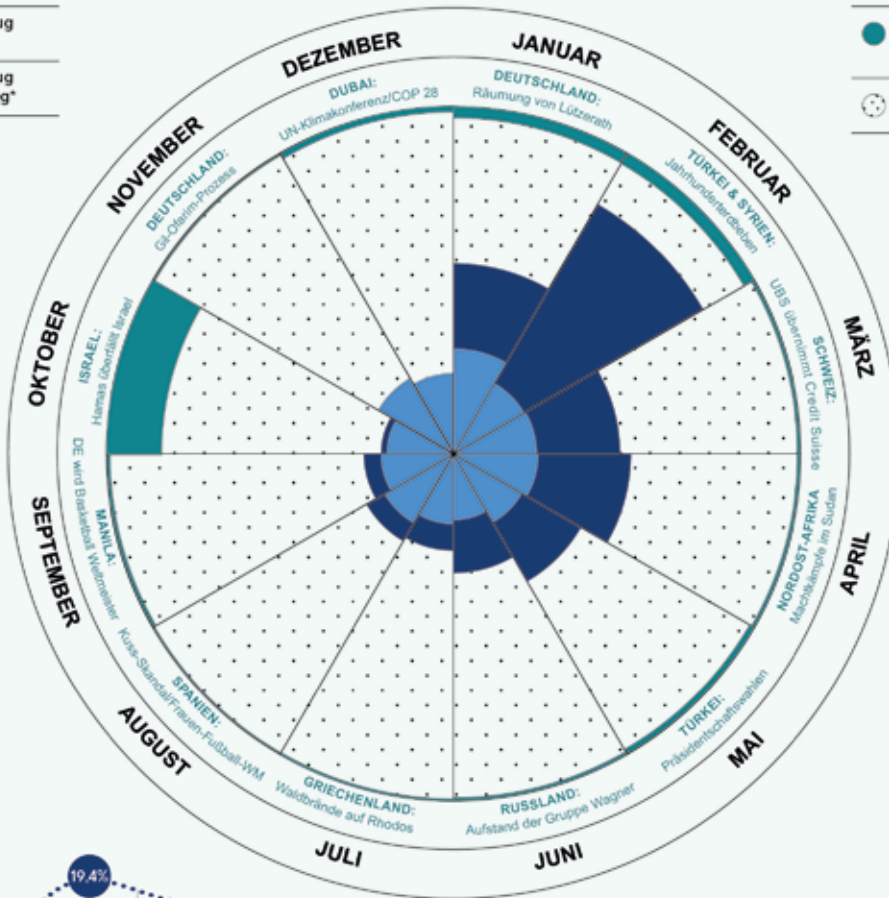 ug
ug
g*
JANUAR
DEUTSCHLAND:
Räumung von Lützerath
FEBRUAR
TÜRKEI & SYRIEN:
Jahrhunderterdbeben
MÄRZ
SCHWEIZ:
UBS übernimmt Credit Suisse
APRIL
NORDOST-AFRIKA
Machtkämpfe im Sudan
MAI
TÜRKEI:
Präsidentschaftswahlen
JUNI
RUSSLAND:
Aufstand der Gruppe Wagner
JULI
GRIECHENLAND:
Waldbrände auf Rhodos
AUGUST
SPANIEN:
Kuss-Skandal/Frauen-Fußball-WM
SEPTEMBER
MANILA:
DE wird Basketball Weltmeister
OKTOBER
ISRAEL:
Hamas überfällt Israel
NOVEMBER
DEUTSCHLAND:
Gil-Ofarim-Prozess
DEZEMBER
DUBAI:
UN-Klimakonferenz/COP 28
19,4%